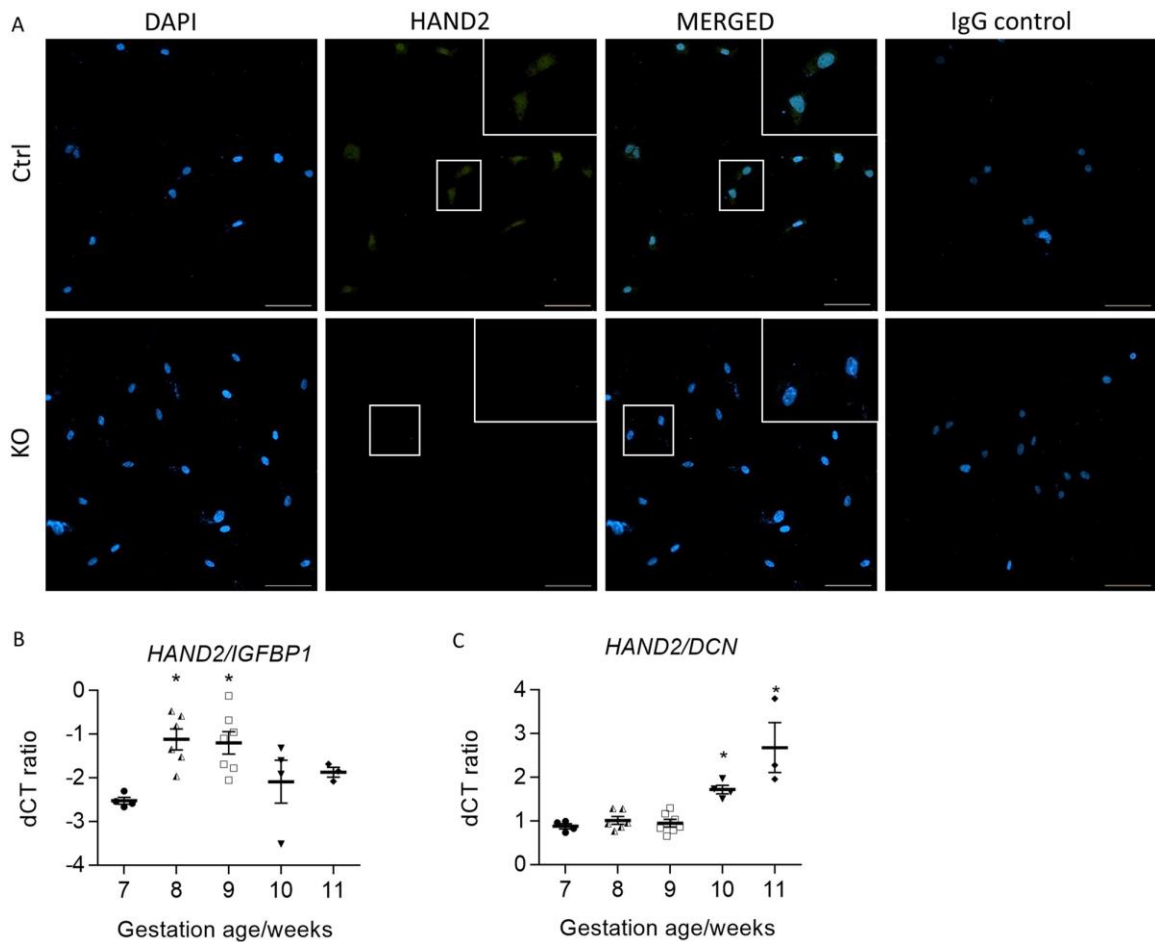 A
DAPI
HAND2
MERGED
IgG control
Ctrl
KO
B
HAND2/IGFBP1
dCT ratio
0
-1
-2
-3
-4
* *
7 8 9 10 11
Gestation age/weeks
C
HAND2/DCN
dCT ratio
4
3
2
1
0
* *
7 8 9 10 11
Gestation age/weeks